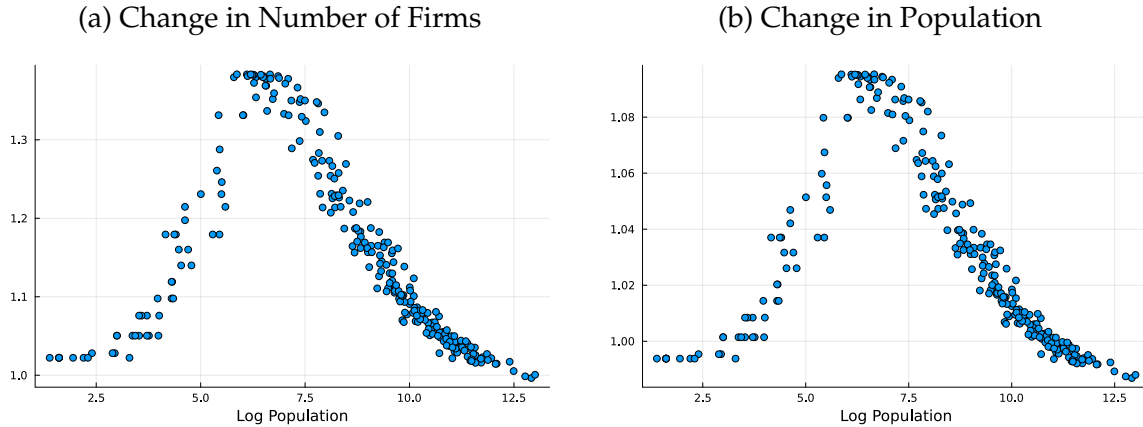 (a) Change in Number of Firms
1.3
1.2
1.1
1.0
2.5 5.0 7.5 10.0 12.5
Log Population
(b) Change in Population
1.08
1.06
1.04
1.02
1.00
2.5 5.0 7.5 10.0 12.5
Log Population